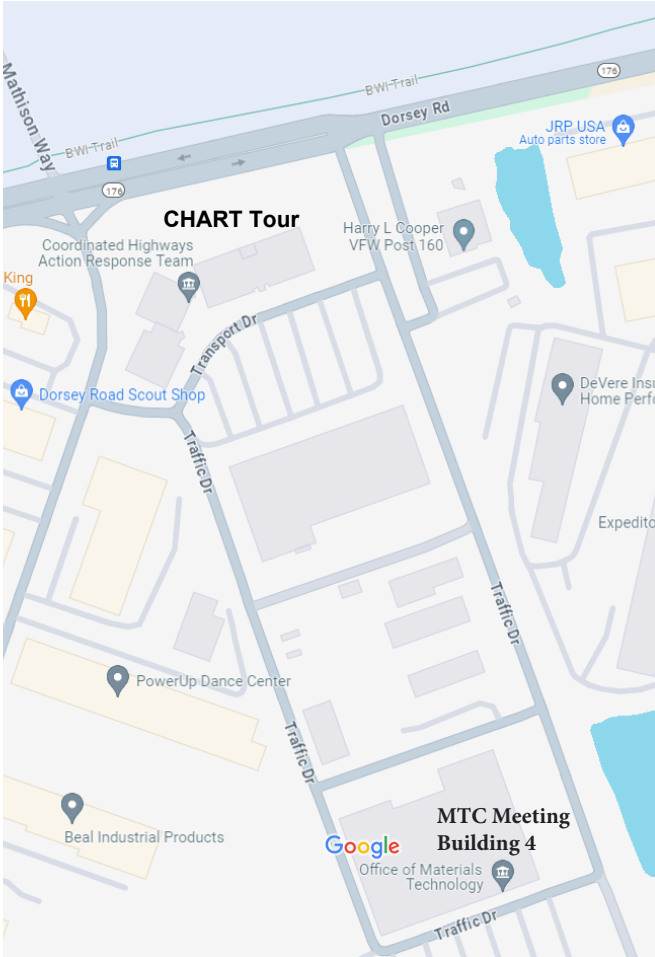 Mathison Way
BWI Trail
176
BWI Trail
Dorsey Rd
176
JRP USA
Auto parts store
CHART Tour
Coordinated Highways
Action Response Team
Harry L Cooper
VFW Post 160
King
Transport Dr
Dorsey Road Scout Shop
DeVere Insu
Home Perfo
Traffic Dr
Expedito
Traffic Dr
PowerUp Dance Center
Traffic Dr
MTC Meeting
Building 4
Beal Industrial Products
Google
Office of Materials
Technology
Traffic Dr